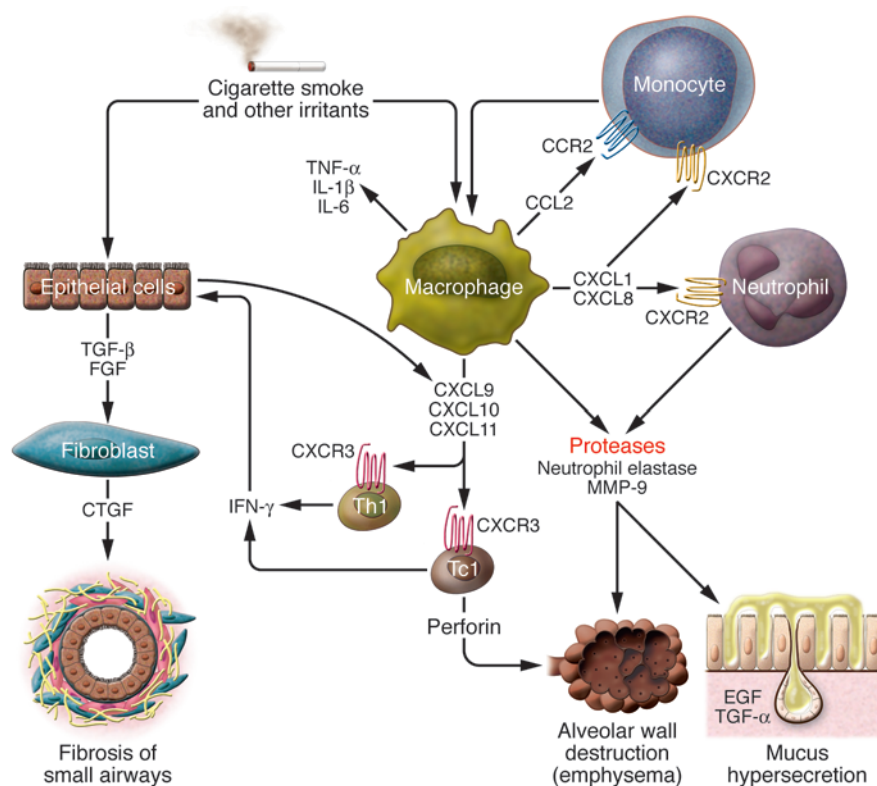 Cigarette smoke
and other irritants
Monocyte
CCR2
CXCR2
TNF-α
IL-1β
IL-6
CCL2
Macrophage
CXCL1
CXCL8
CXCR2
Neutrophil
Epithelial cells
TGF-β
FGF
CXCL9
CXCL10
CXCL11
Fibroblast
CXCR3
Th1
IFN-γ
CXCR3
Tc1
Proteases
Neutrophil elastase
MMP-9
CTGF
Perforin
EGF
TGF-α
Fibrosis of
small airways
Alveolar wall
destruction
(emphysema)
Mucus
hypersecretion